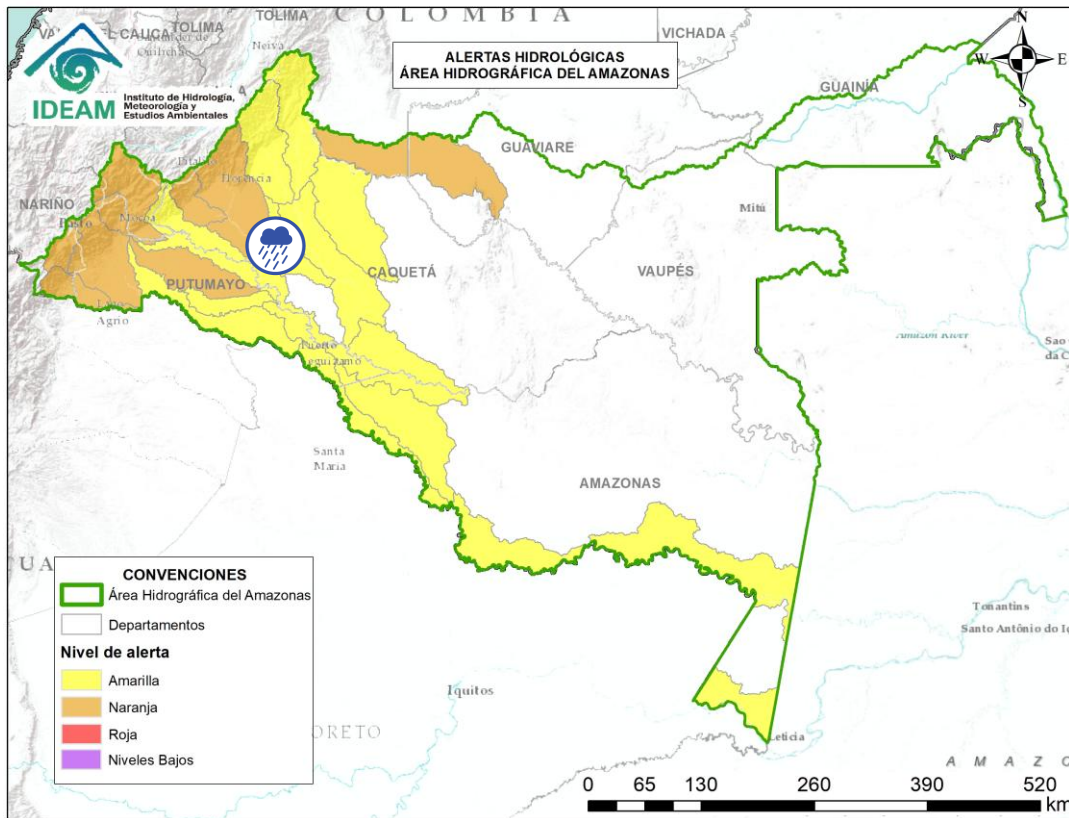 COLOMBIA
TOLIMA
TOLIMA
Neiva
VICHADA
IDEAM
Instituto de Hidrología,
Meteorología y
Estudios Ambientales
ALERTAS HIDROLÓGICAS
ÁREA HIDROGRÁFICA DEL AMAZONAS
N
W
E
S
GUAINÍA
GUAVIARE
NARIÑO
Mocoa
Mitú
VAUPÉS
CAQUETÁ
PUTUMAYO
Agrio
Puerto
Amazon River
Santa
Maria
AMAZONAS
CONVENCIONES
Área Hidrográfica del Amazonas
Departamentos
Nivel de alerta
Amarilla
Naranja
Roja
Niveles Bajos
Tonantins
Santo Antônio do
Iquitos
ORETO
Leticia
AMAZO
0 65 130 260 390 520
km